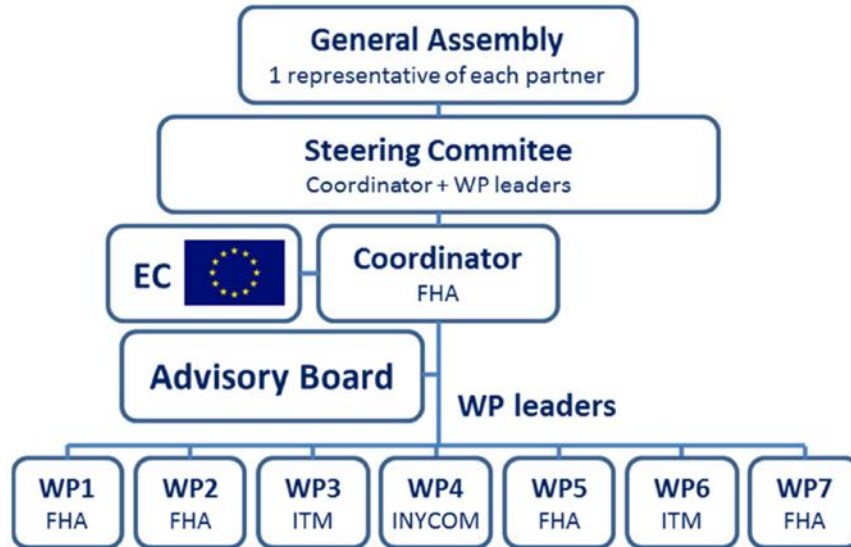 General Assembly
1 representative of each partner
Steering Commitee
Coordinator + WP leaders
EC
Coordinator
FHA
Advisory Board
WP leaders
WP1
FHA
WP2
FHA
WP3
ITM
WP4
INYCOM
WP5
FHA
WP6
ITM
WP7
FHA